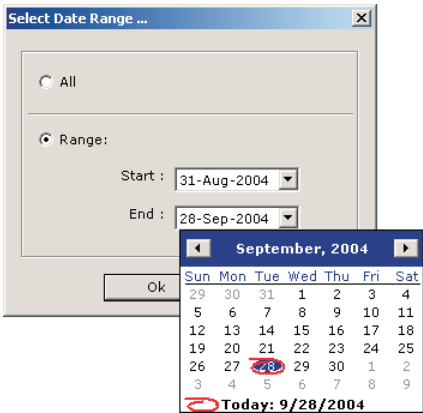 Select Date Range ...
All
Range:
Start : 31-Aug-2004
End : 28-Sep-2004
Ok
September, 2004
Sun Mon Tue Wed Thu Fri Sat
29 30 31 1 2 3 4
5 6 7 8 9 10 11
12 13 14 15 16 17 18
19 20 21 22 23 24 25
26 27 28 29 30 1 2
3 4 5 6 7 8 9
Today: 9/28/2004